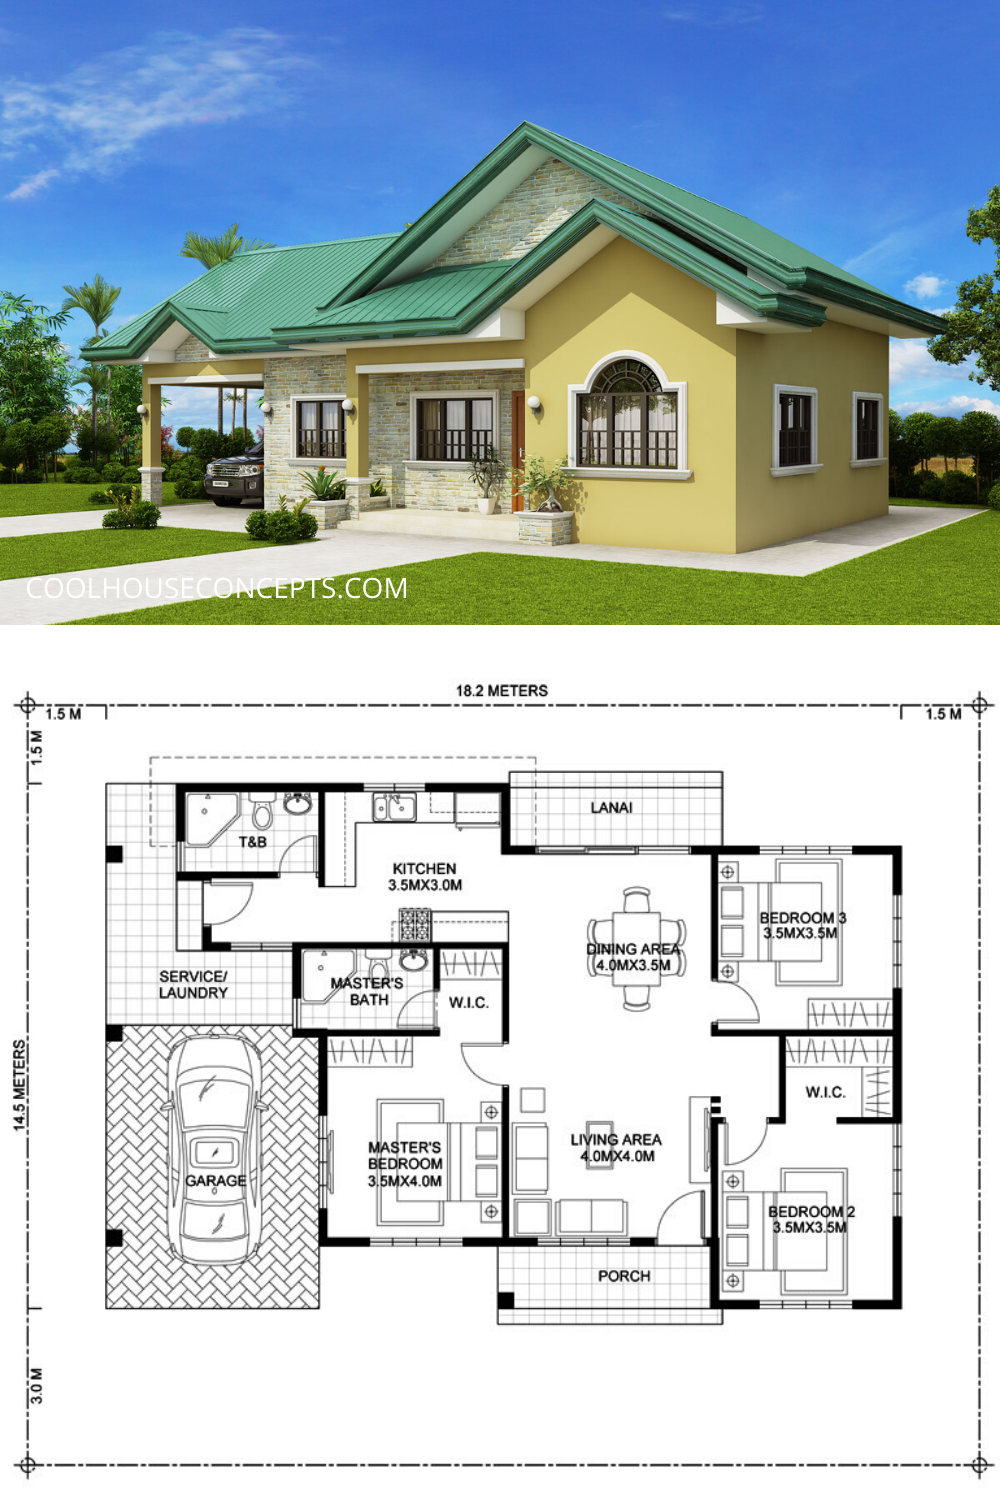 COOLHOUSECONCEPTS.COM
18.2 METERS
1.5 M
1.5 M
1.5 M
LANAI
T&B
KITCHEN
3.5MX3.0M
BEDROOM 3
3.5MX3.5M
DINING AREA
4.0MX3.5M
SERVICE/
LAUNDRY
MASTER'S
BATH
W.I.C.
14.5 METERS
W.I.C.
LIVING AREA
4.0MX4.0M
MASTER'S
BEDROOM
3.5MX4.0M
GARAGE
BEDROOM 2
3.5MX3.5M
PORCH
3.0 M